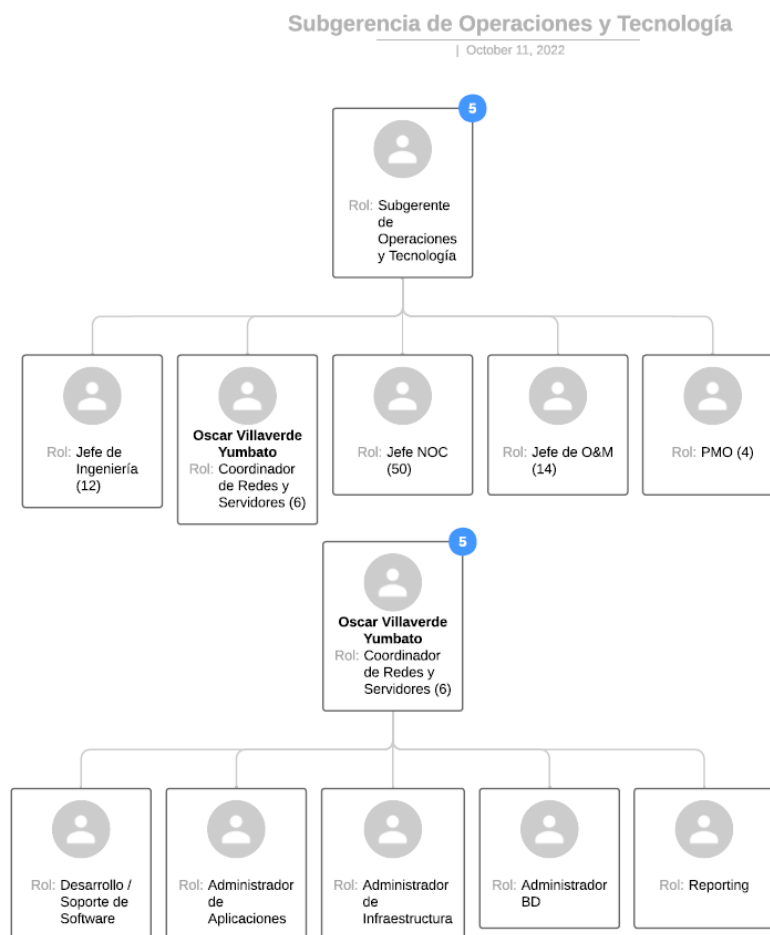 Subgerencia de Operaciones y Tecnología
| October 11, 2022
5
Rol: Subgerente
de
Operaciones
y Tecnología
Rol: Jefe de
Ingeniería
(12)
Oscar Villaverde
Yumbato
Rol: Coordinador
de Redes y
Servidores (6)
Rol: Jefe NOC
(50)
Rol: Jefe de O&M
(14)
Rol: PMO (4)
5
Oscar Villaverde
Yumbato
Rol: Coordinador
de Redes y
Servidores (6)
Rol: Desarrollo /
Soporte de
Software
Rol: Administrador
de
Aplicaciones
Rol: Administrador
de
Infraestructura
Rol: Administrador
BD
Rol: Reporting